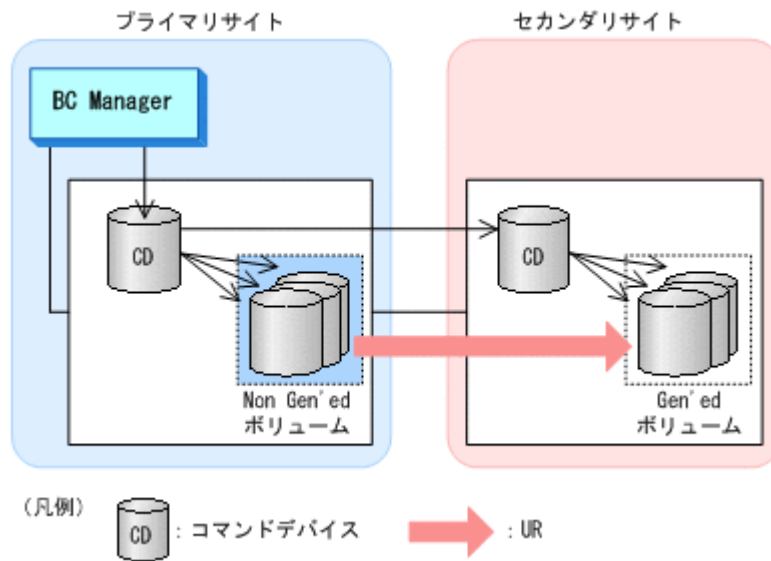 プライマリサイト
セカンダリサイト
BC Manager
CD
CD
Non Gen'ed
ボリューム
Gen'ed
ボリューム
(凡例)
CD
: コマンドデバイス
: UR